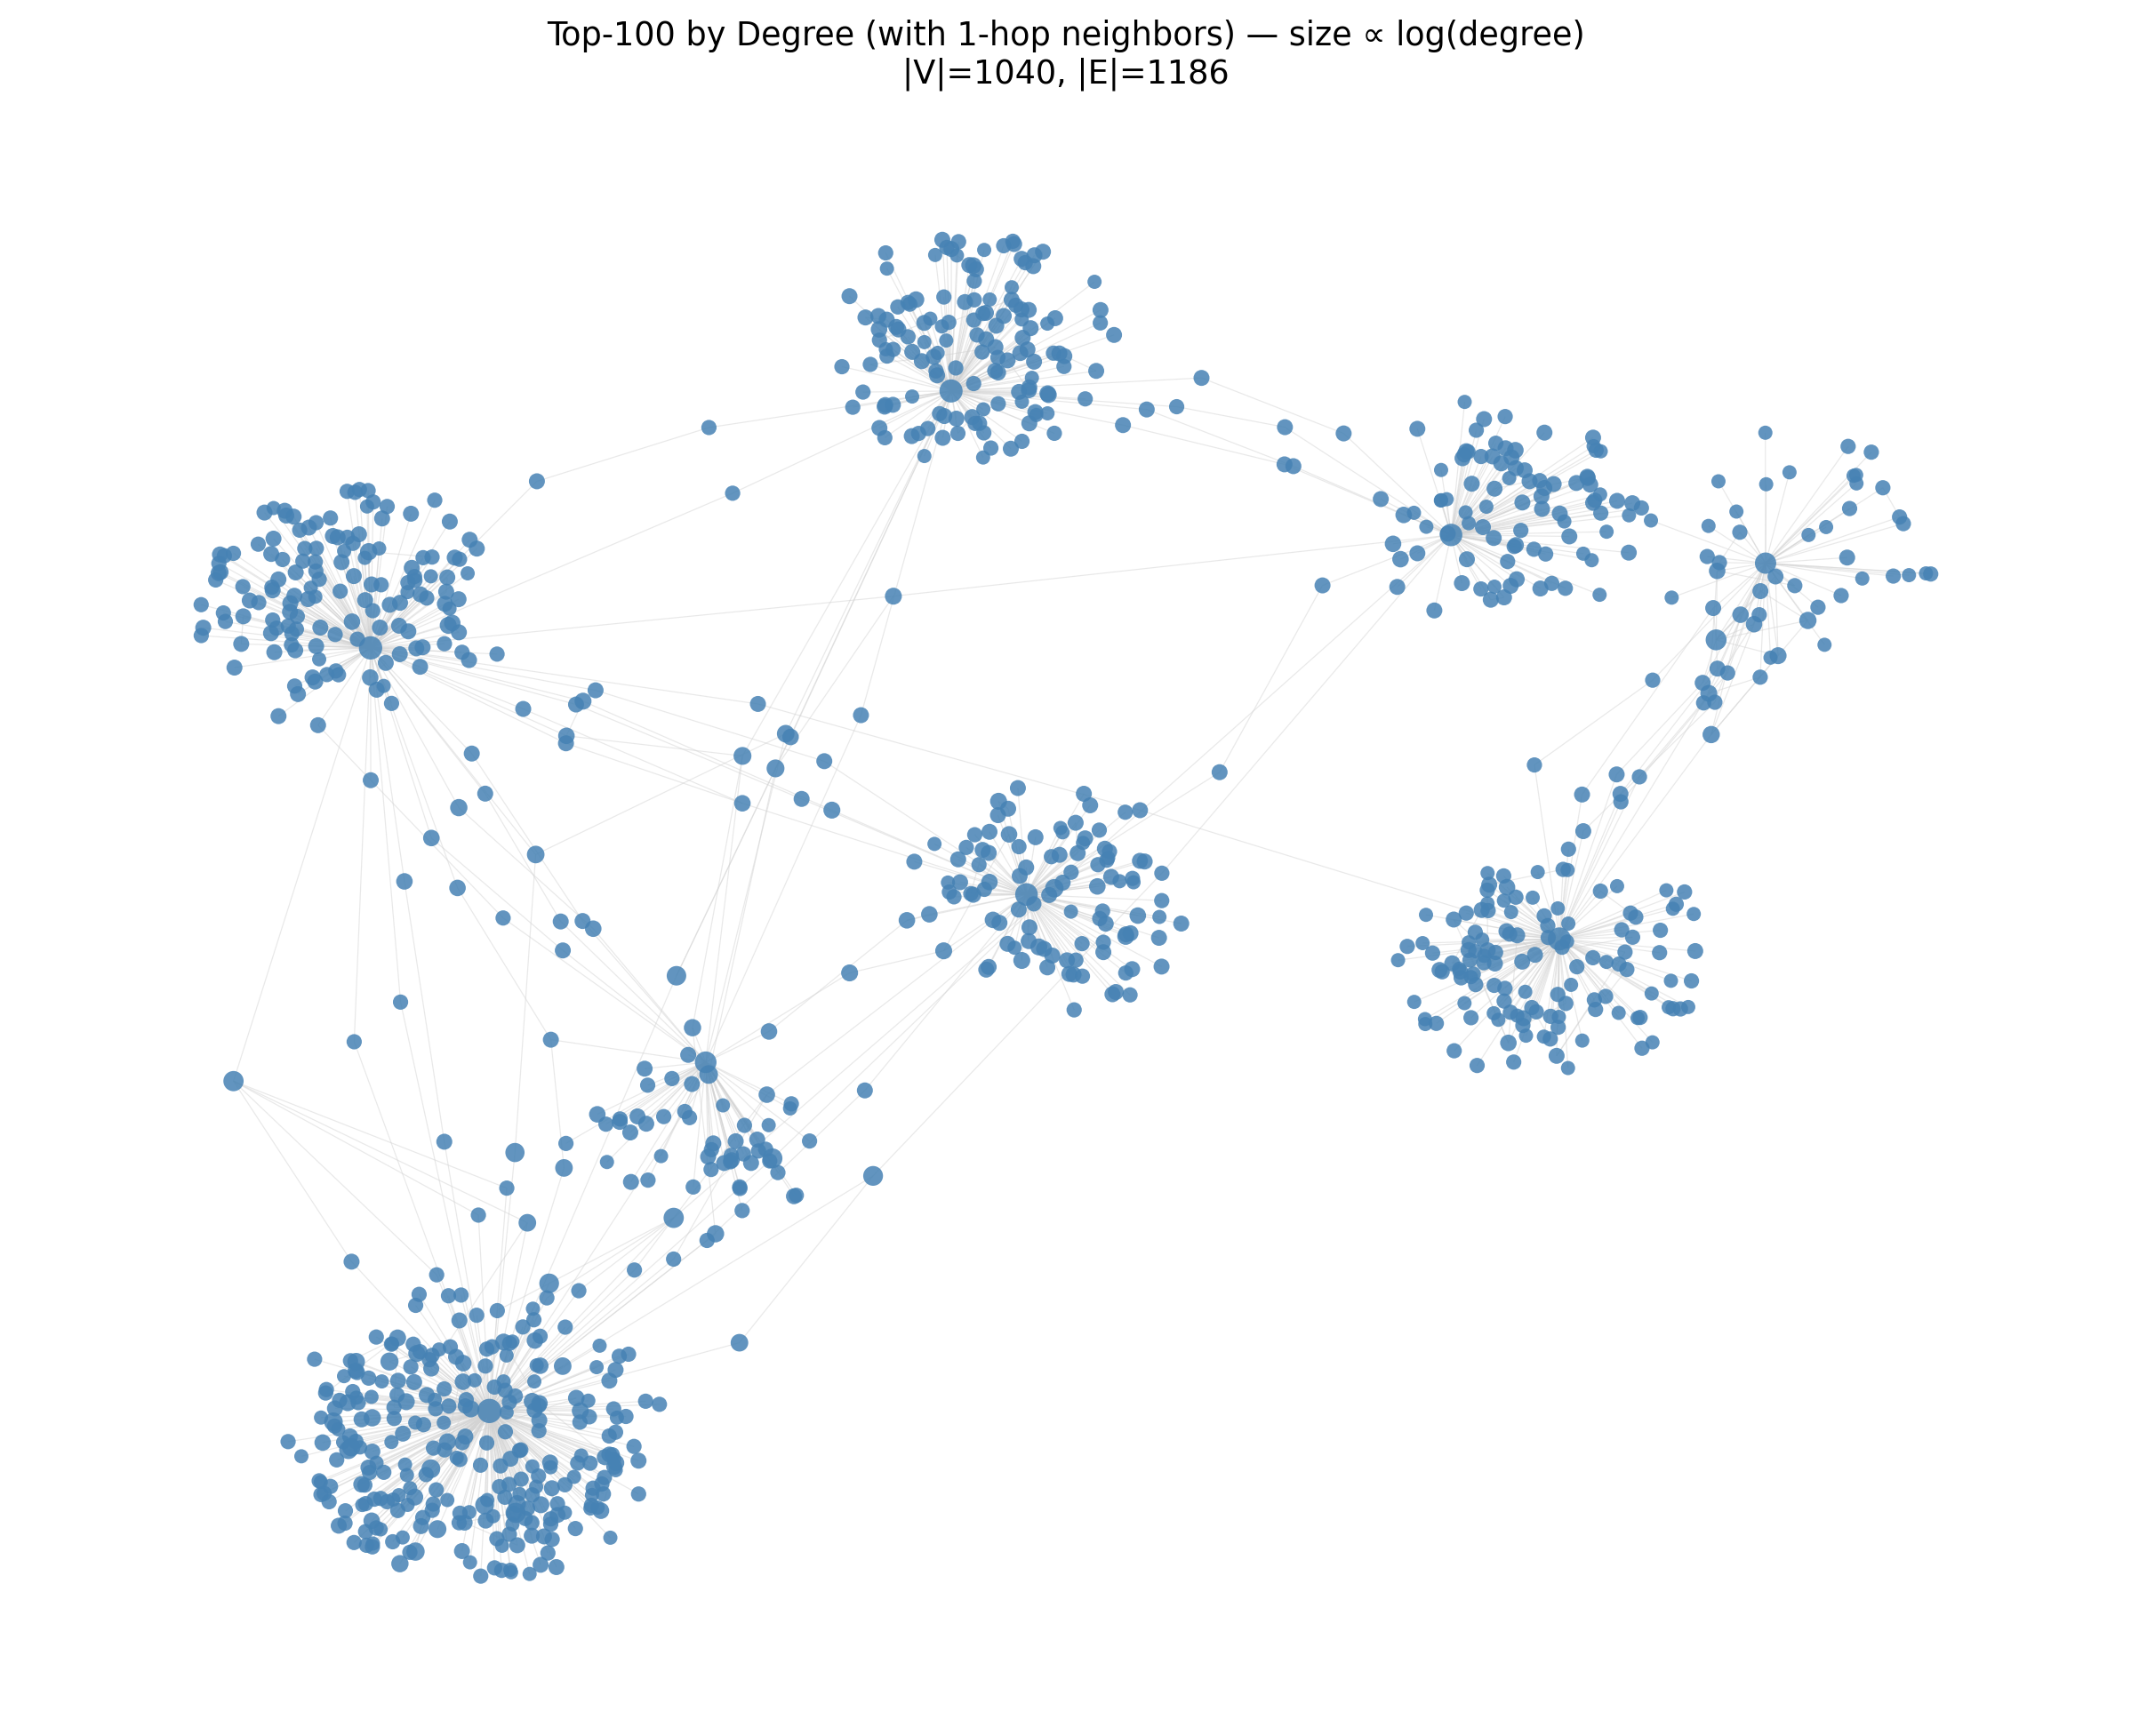 Top-100 by Degree (with 1-hop neighbors) — size ∝ log(degree)
|V|=1040, |E|=1186